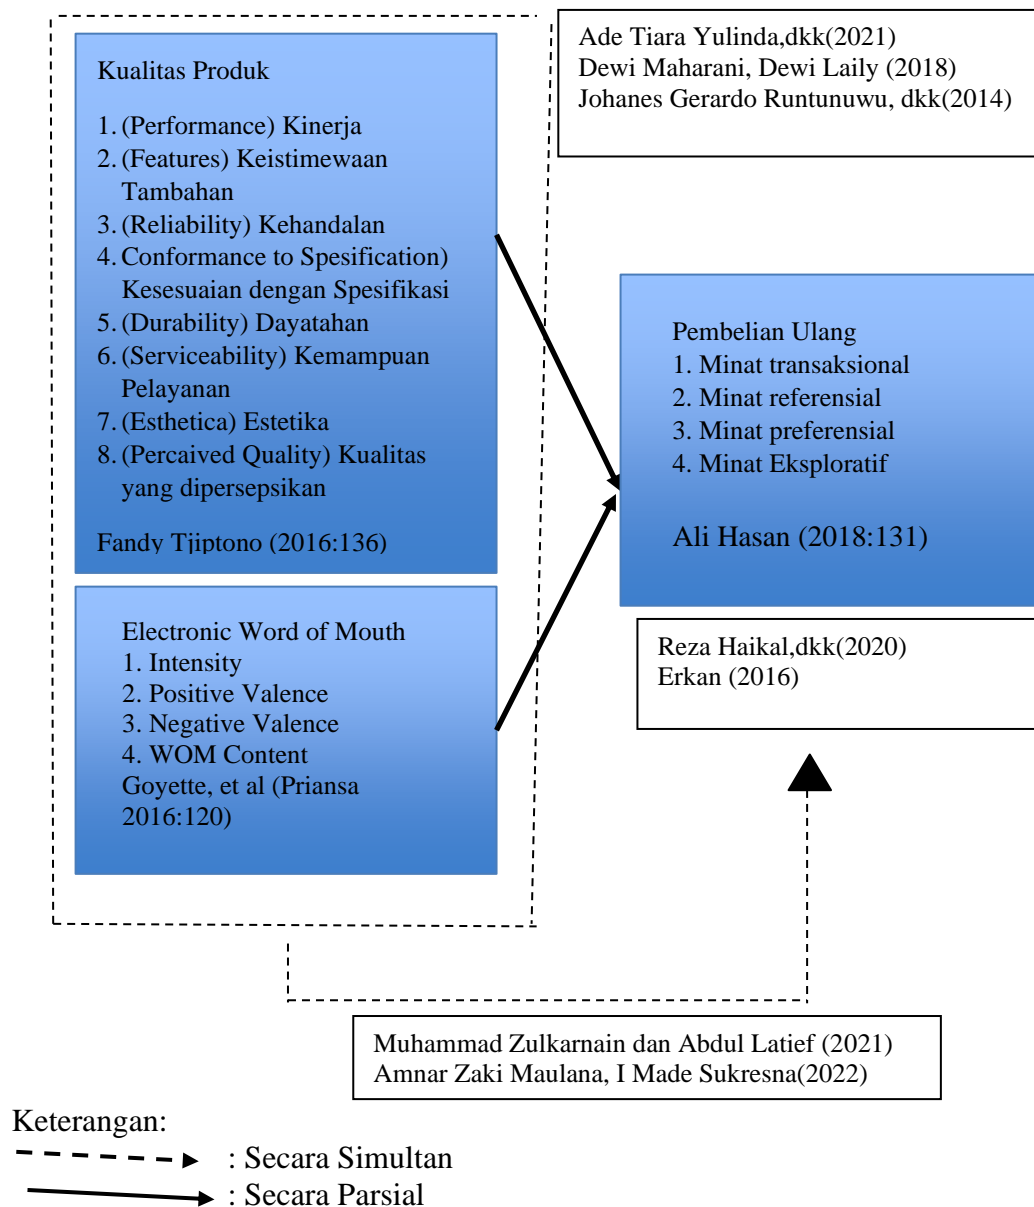 Kualitas Produk
1. (Performance) Kinerja
2. (Features) Keistimewaan
Tambahan
3. (Reliability) Kehandalan
4. Conformance to Spesification)
Kesesuaian dengan Spesifikasi
5. (Durability) Dayatahan
6. (Serviceability) Kemampuan
Pelayanan
7. (Esthetica) Estetika
8. (Percaived Quality) Kualitas
yang dipersepsikan
Fandy Tjiptono (2016:136)
Ade Tiara Yulinda,dkk(2021)
Dewi Maharani, Dewi Laily (2018)
Johanes Gerardo Runtunuwu, dkk(2014)
Pembelian Ulang
1. Minat transaksional
2. Minat referensial
3. Minat preferensial
4. Minat Eksploratif
Ali Hasan (2018:131)
Electronic Word of Mouth
1. Intensity
2. Positive Valence
3. Negative Valence
4. WOM Content
Goyette, et al (Priansa
2016:120)
Reza Haikal,dkk(2020)
Erkan (2016)
Muhammad Zulkarnain dan Abdul Latief (2021)
Amnar Zaki Maulana, I Made Sukresna(2022)
Keterangan:
: Secara Simultan
: Secara Parsial